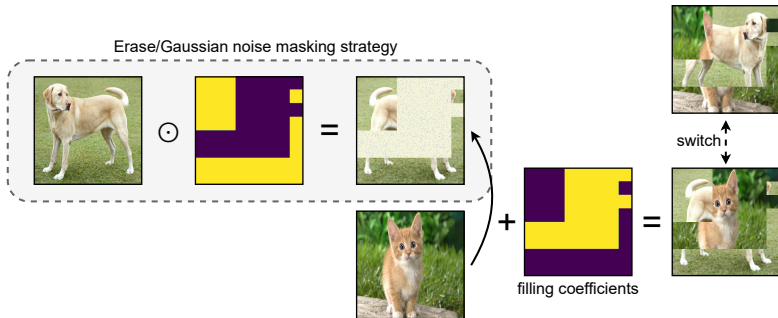 Erase/Gaussian noise masking strategy
switch
filling coefficients